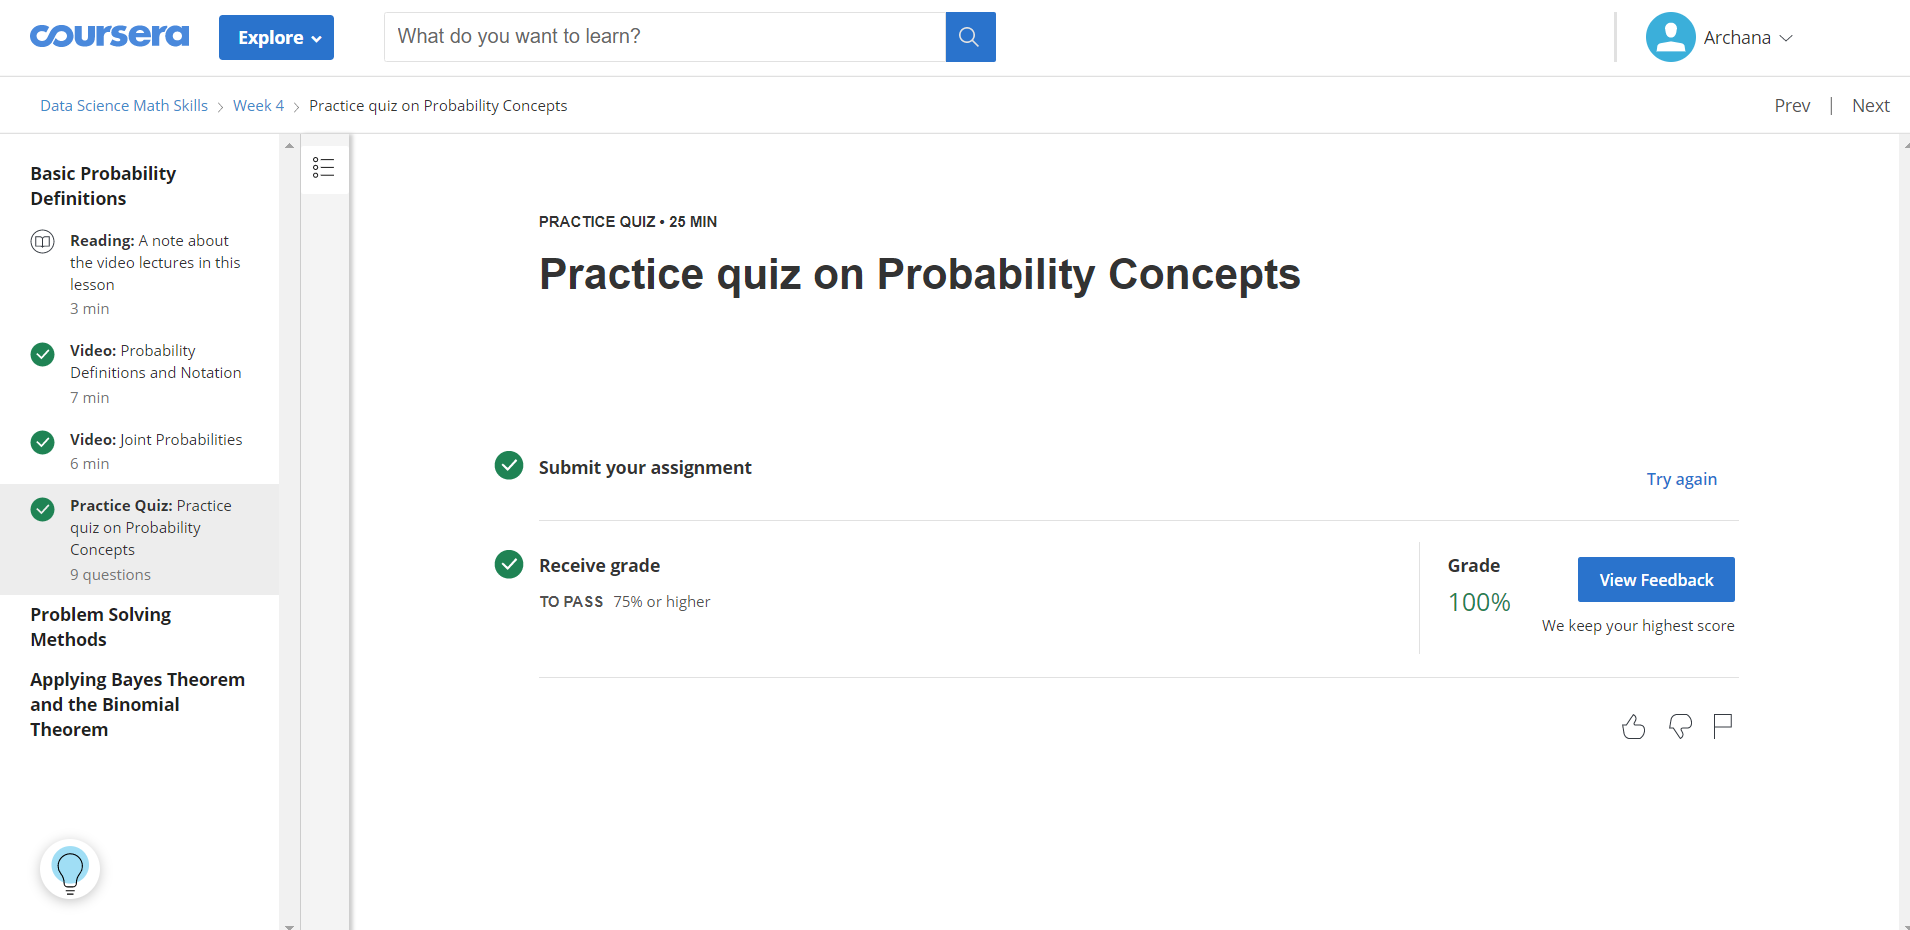 coursera
Explore
What do you want to learn?
Archana
Data Science Math Skills
Week 4
Practice quiz on Probability Concepts
Prev | Next
Basic Probability
Definitions
Reading: A note about
the video lectures in this
lesson
3 min
Video: Probability
Definitions and Notation
7 min
Video: Joint Probabilities
6 min
Practice Quiz: Practice
quiz on Probability
Concepts
9 questions
Problem Solving
Methods
Applying Bayes Theorem
and the Binomial
Theorem
PRACTICE QUIZ • 25 MIN
Practice quiz on Probability Concepts
Submit your assignment
Try again
Receive grade
TO PASS 75% or higher
Grade
100%
View Feedback
We keep your highest score